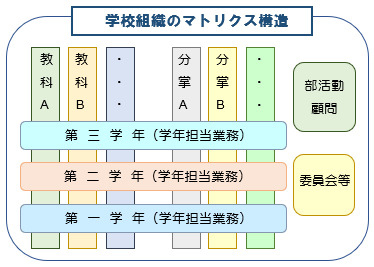 学校組織のマトリクス構造
教科A
教科B
・・・
分掌A
分掌B
・・・
部活動
顧問
第 三 学 年（学年担当業務）
第 二 学 年（学年担当業務）
委員会等
第 一 学 年（学年担当業務）